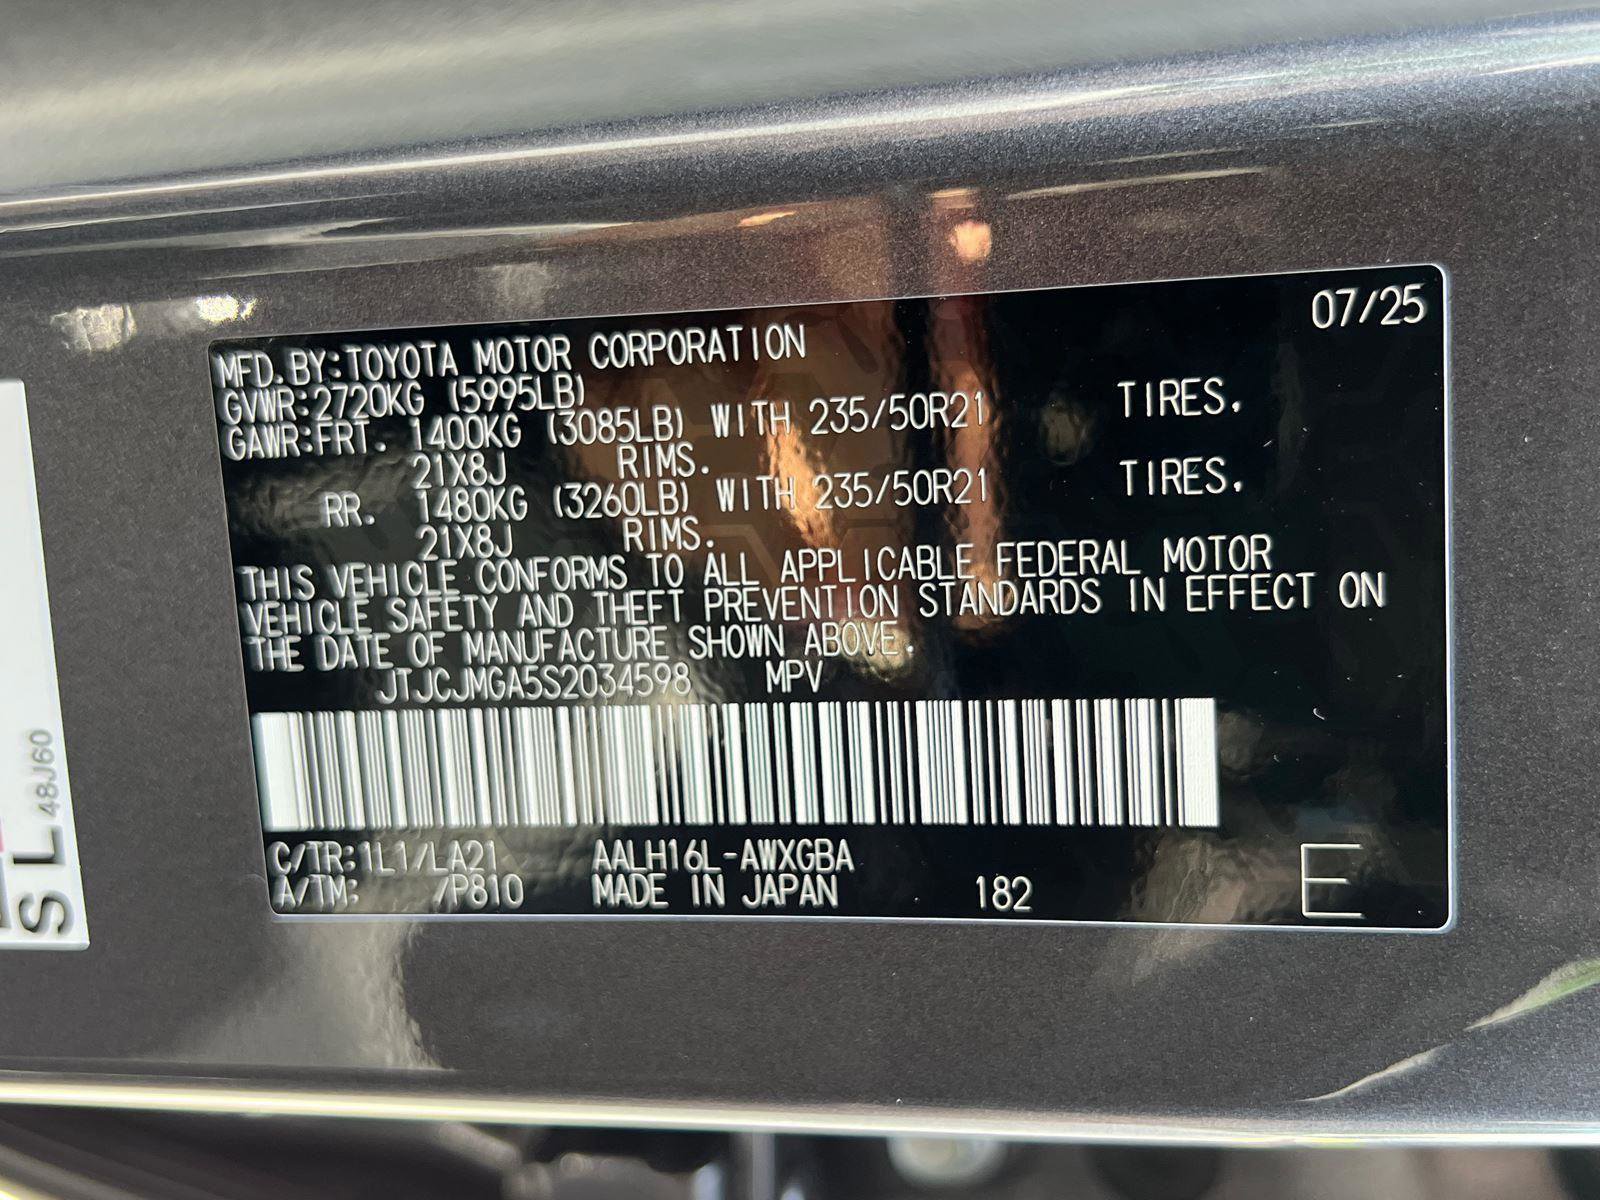 07/25
MFD.BY:TOYOTA MOTOR CORPORATION
GVWR:2720KG (5995LB)
GAWR:FRT. 1400KG (3085LB) WITH 235/50R21 TIRES.
21X8J RIMS.
RR. 1480KG (3260LB) WITH 235/50R21 TIRES.
21X8J RIMS.
THIS VEHICLE CONFORMS TO ALL APPLICABLE FEDERAL MOTOR
VEHICLE SAFETY AND THEFT PREVENTION STANDARDS IN EFFECT ON
THE DATE OF MANUFACTURE SHOWN ABOVE.
JTJCJMGA5S2034598 MPV
C/TR:1L17LA21 AALH16L-AWXGBA
A/TM: /P810 MADE IN JAPAN 182 E
SL 48J60